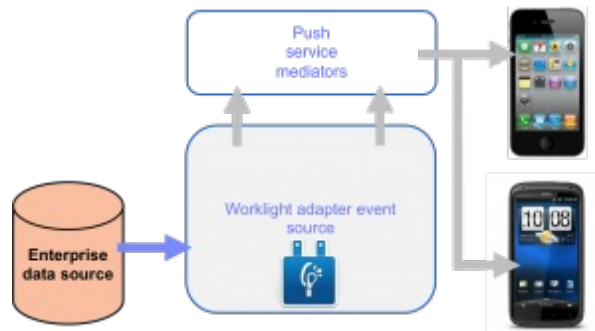 Push
service
mediators
Worklight adapter event
source
Enterprise
data source
10 08